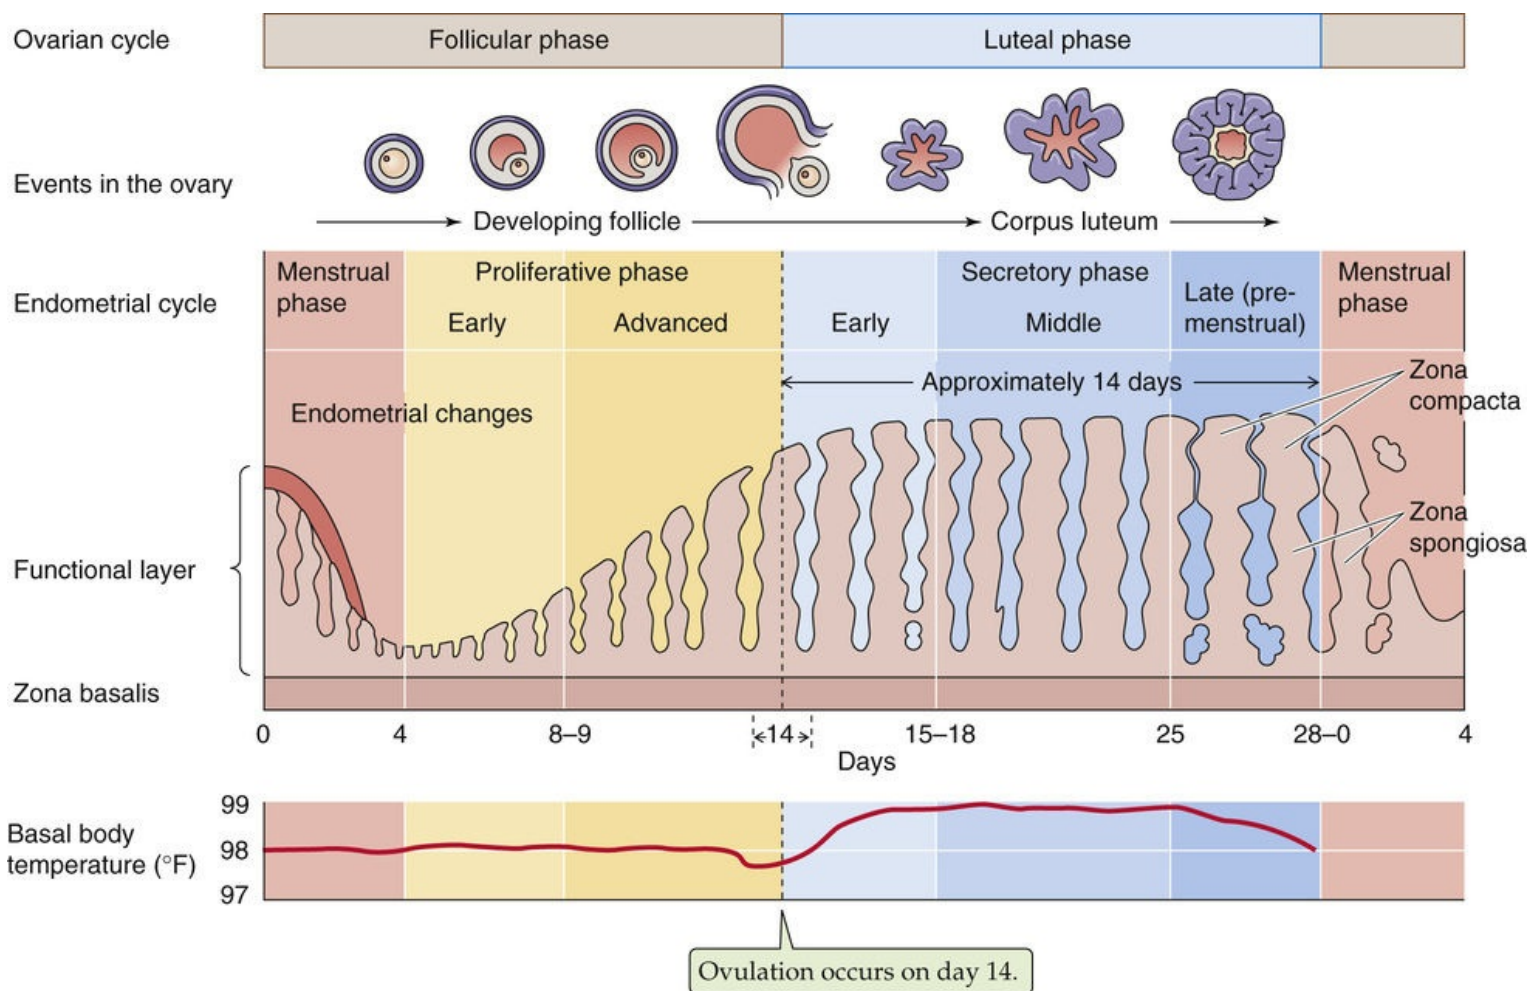 Ovarian cycle
Follicular phase
Luteal phase
Events in the ovary
Developing follicle
Corpus luteum
Endometrial cycle
Menstrual
phase
Proliferative phase
Early
Advanced
Secretory phase
Early
Middle
Late (pre-
menstrual)
Menstrual
phase
Approximately 14 days
Endometrial changes
Zona
compacta
Zona
spongiosa
Functional layer
Zona basalis
0 4 8–9 14 15–18 25 28–0 4
Days
Basal body
temperature (°F)
99
98
97
Ovulation occurs on day 14.